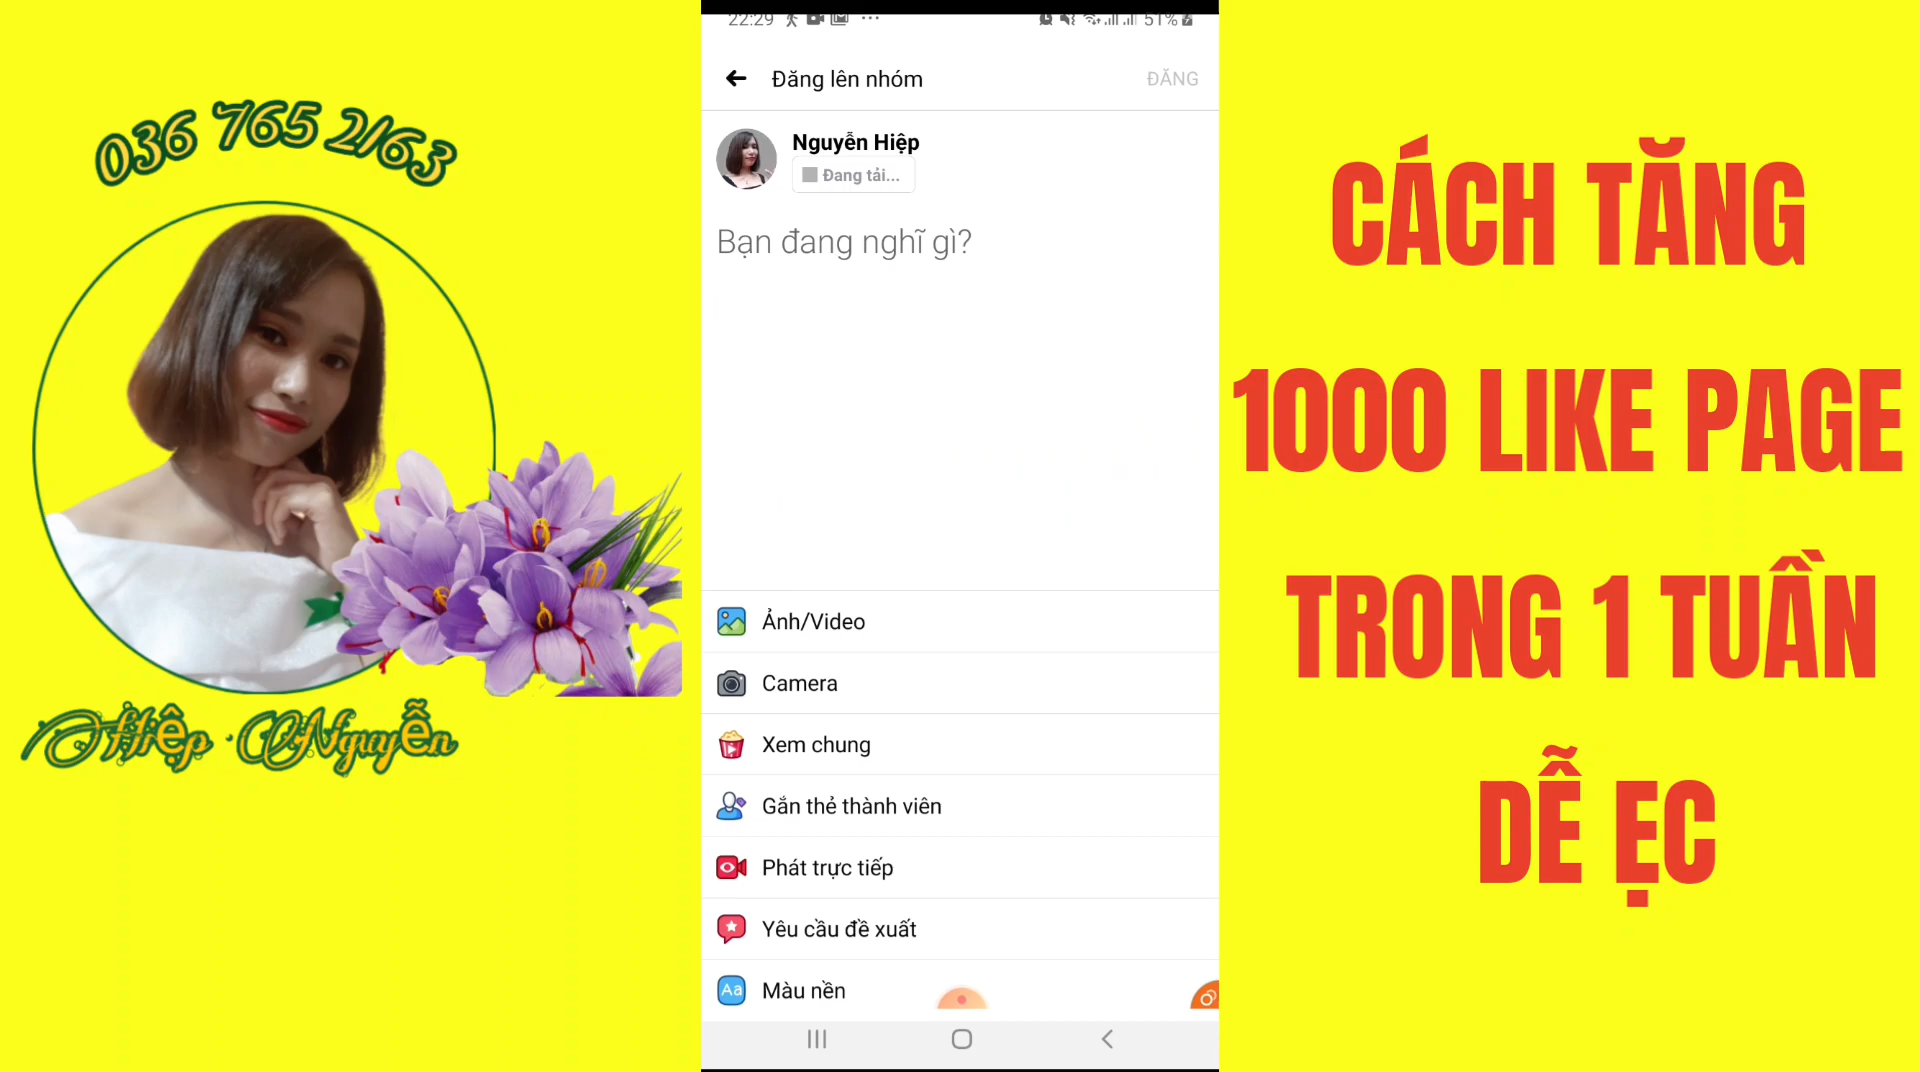 036 765 2163
Hiệp Nguyễn
22:29
51%
Đăng lên nhóm
ĐĂNG
Nguyễn Hiệp
Đang tải...
Bạn đang nghĩ gì?
Ảnh/Video
Camera
Xem chung
Gắn thẻ thành viên
Phát trực tiếp
Yêu cầu đề xuất
Aa Màu nền
CÁCH TĂNG
1000 LIKE PAGE
TRONG 1 TUẦN
DỄ ẸC